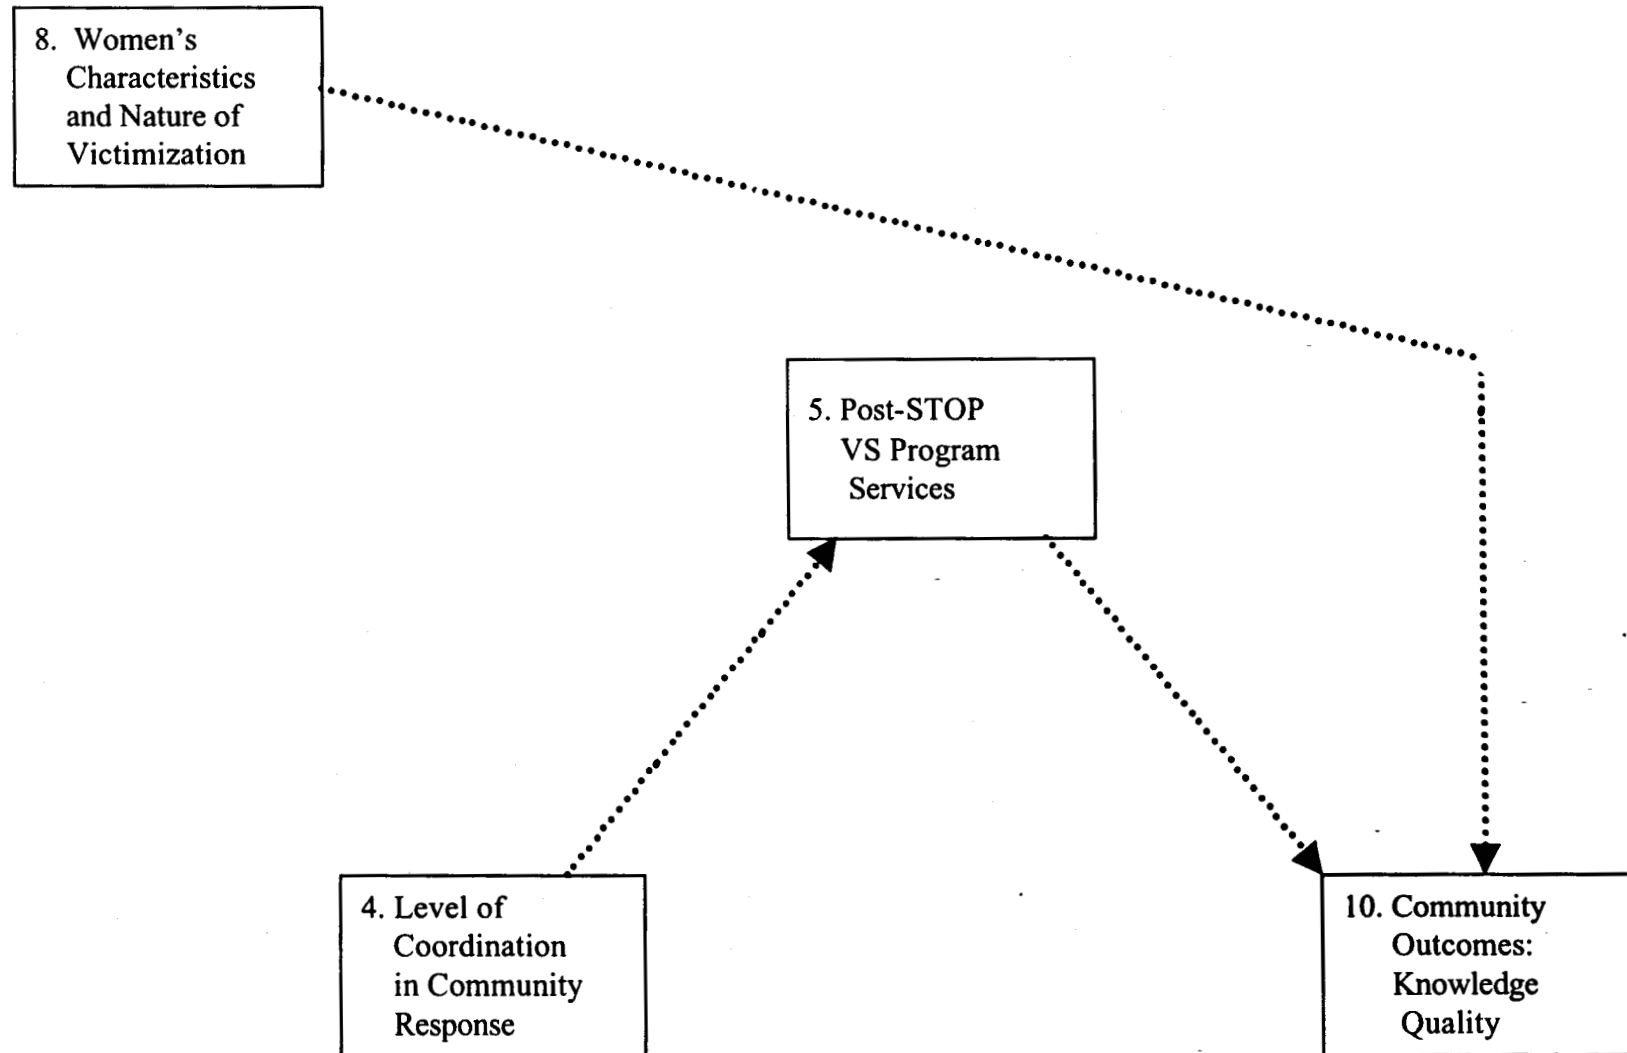 8. Women's
Characteristics
and Nature of
Victimization
5. Post-STOP
VS Program
Services
4. Level of
Coordination
in Community
Response
10. Community
Outcomes:
Knowledge
Quality